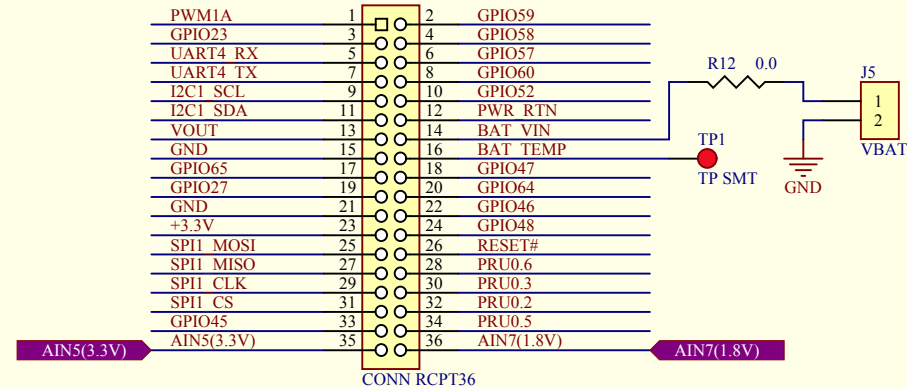 PWM1A 1 2 GPIO59
GPIO23 3 4 GPIO58
UART4_RX 5 6 GPIO57
UART4_TX 7 8 GPIO60
I2C1_SCL 9 10 GPIO52
I2C1_SDA 11 12 PWR_RTN
VOUT 13 14 BAT_VIN
GND 15 16 BAT_TEMP
GPIO65 17 18 GPIO47
GPIO27 19 20 GPIO64
GND 21 22 GPIO46
+3.3V 23 24 GPIO48
SPI1_MOSI 25 26 RESET#
SPI1_MISO 27 28 PRU0.6
SPI1_CLK 29 30 PRU0.3
SPI1_CS 31 32 PRU0.2
GPIO45 33 34 PRU0.5
AIN5(3.3V) 35 36 AIN7(1.8V)
AIN5(3.3V)
AIN7(1.8V)
CONN RCPT36
R12 0.0
J5
1
2
VBAT
TP1
TP SMT
GND